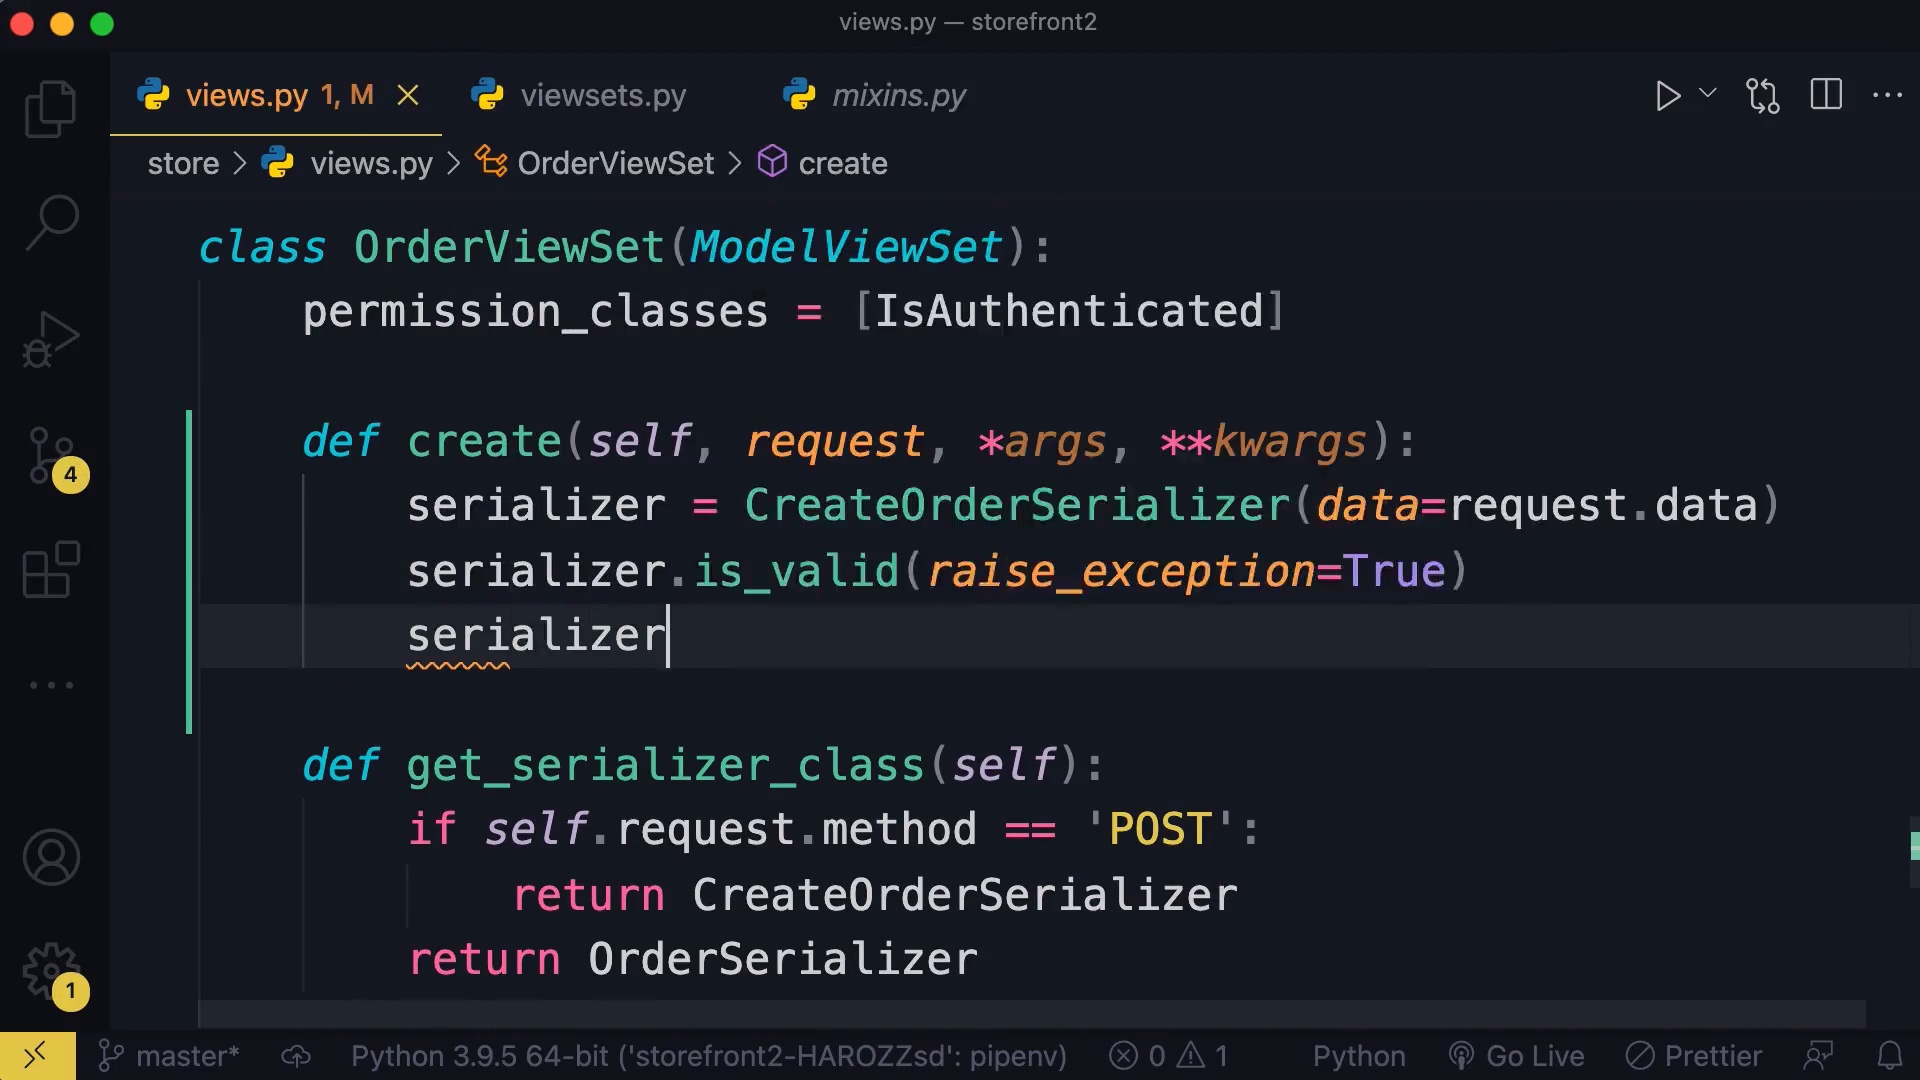 views.py — storefront2
views.py 1, M
viewsets.py
mixins.py
store > views.py > OrderViewSet > create
class OrderViewSet(ModelViewSet):
permission_classes = [IsAuthenticated]
def create(self, request, *args, **kwargs):
serializer = CreateOrderSerializer(data=request.data)
serializer.is_valid(raise_exception=True)
serializer
def get_serializer_class(self):
if self.request.method == 'POST':
return CreateOrderSerializer
return OrderSerializer
4
1
master* Python 3.9.5 64-bit ('storefront2-HAROZZsd': pipenv) 0 1 Python Go Live Prettier